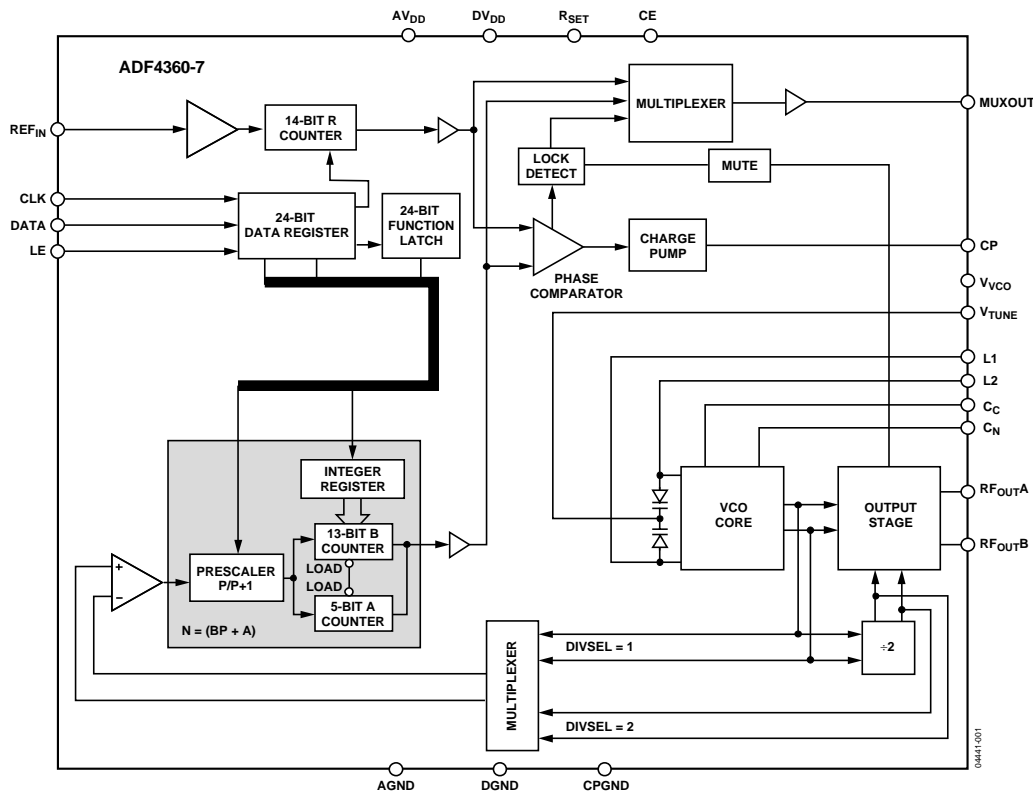 AVDD
DVDD
RSET
CE
ADF4360-7
MULTIPLEXER
MUXOUT
REFIN
14-BIT R
COUNTER
LOCK
DETECT
MUTE
CLK
DATA
LE
24-BIT
DATA REGISTER
24-BIT
FUNCTION
LATCH
CHARGE
PUMP
CP
PHASE
COMPARATOR
VVCO
VTUNE
L1
L2
CC
CN
INTEGER
REGISTER
VCO
CORE
OUTPUT
STAGE
RFOUTA
RFOUTB
13-BIT B
COUNTER
LOAD
LOAD
PRESCALER
P/P+1
+
−
5-BIT A
COUNTER
N = (BP + A)
MULTIPLEXER
DIVSEL = 1
÷2
DIVSEL = 2
04441-001
AGND
DGND
CPGND